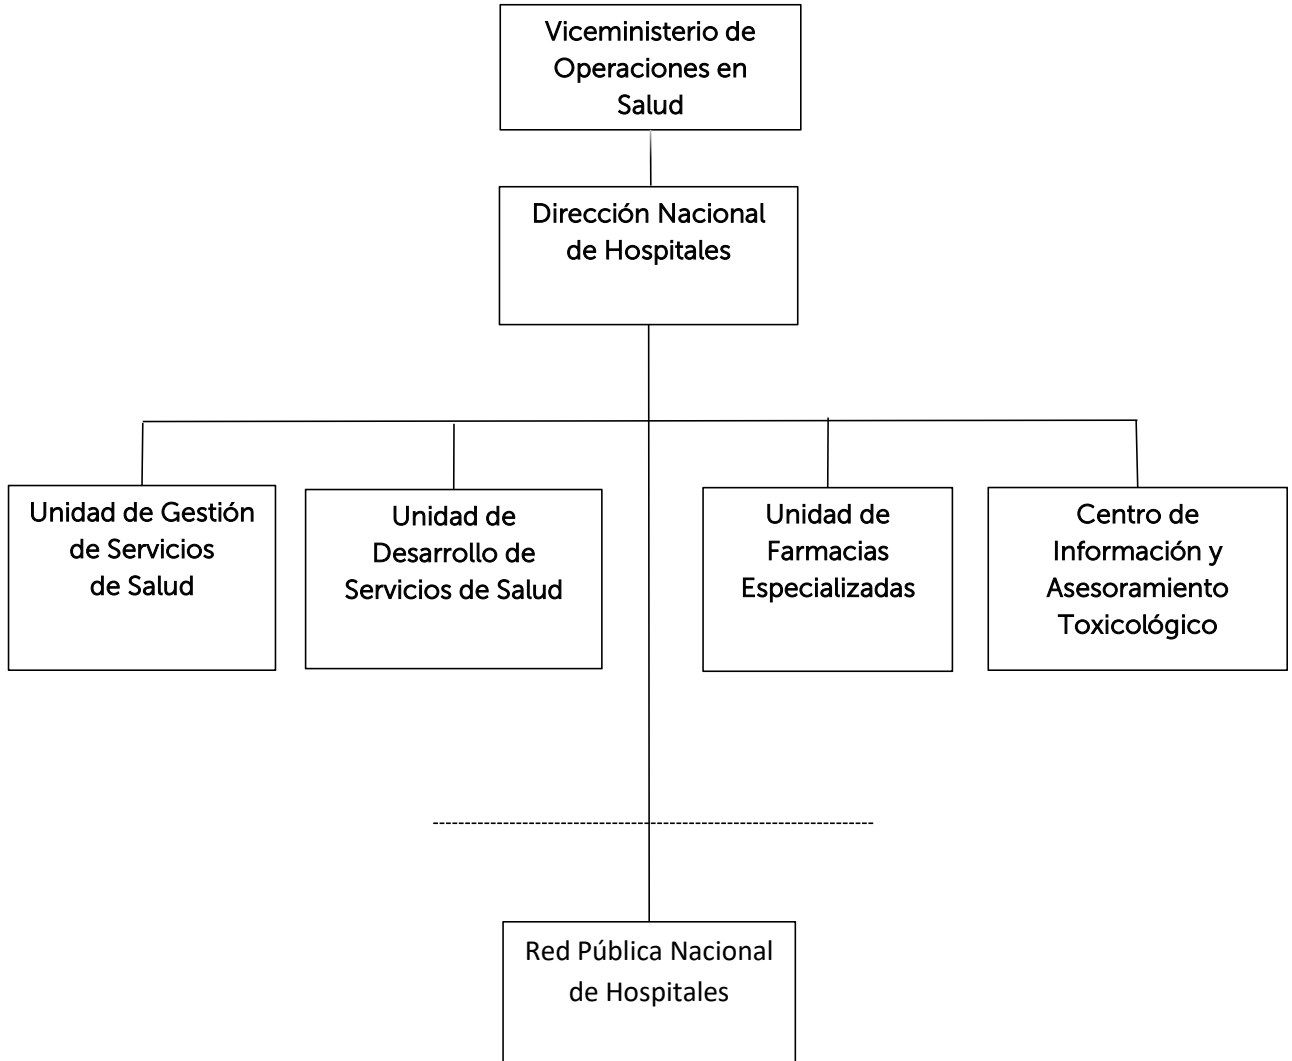 Viceministerio de
Operaciones en
Salud
Dirección Nacional
de Hospitales
Unidad de Gestión
de Servicios
de Salud
Unidad de
Desarrollo de
Servicios de Salud
Unidad de
Farmacias
Especializadas
Centro de
Información y
Asesoramiento
Toxicológico
Red Pública Nacional
de Hospitales